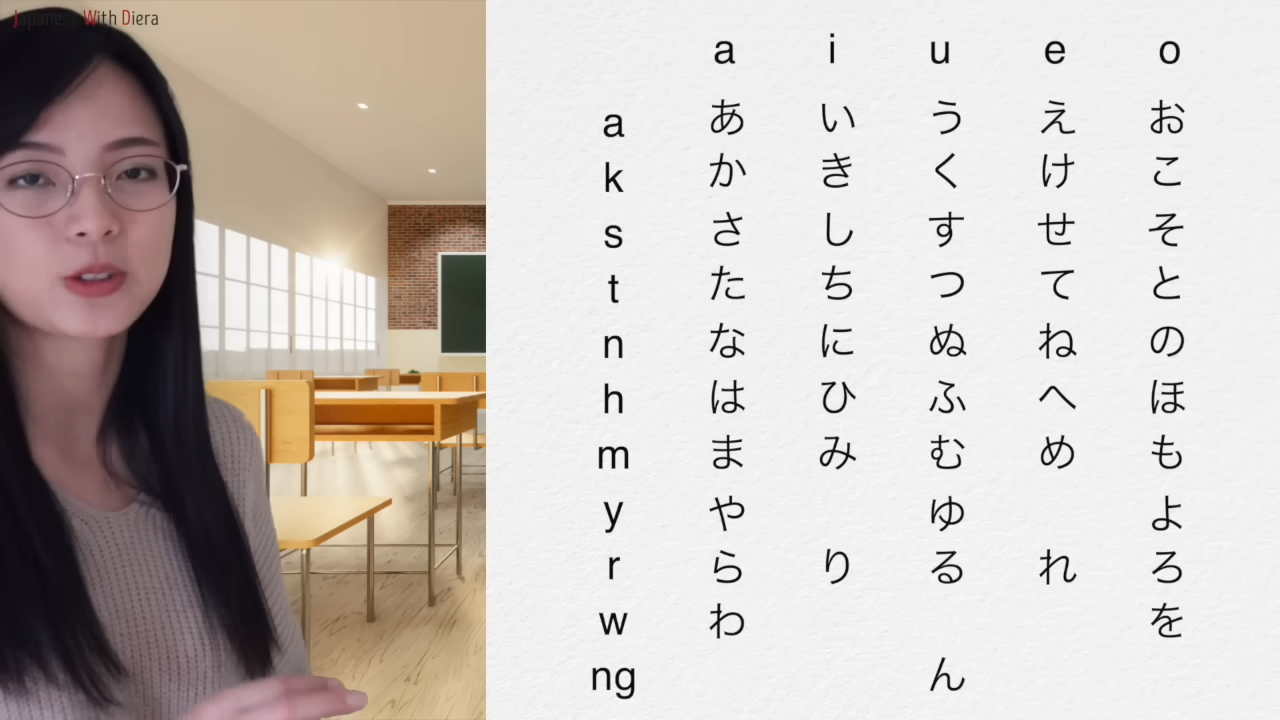 Japanese With Diera
a i u e o
a あ い う え お
k か き く け こ
s さ し す せ そ
t た ち つ て と
n な に ぬ ね の
h は ひ ふ へ ほ
m ま み む め も
y や ゆ よ
r ら り る れ ろ
w わ を
ng ん